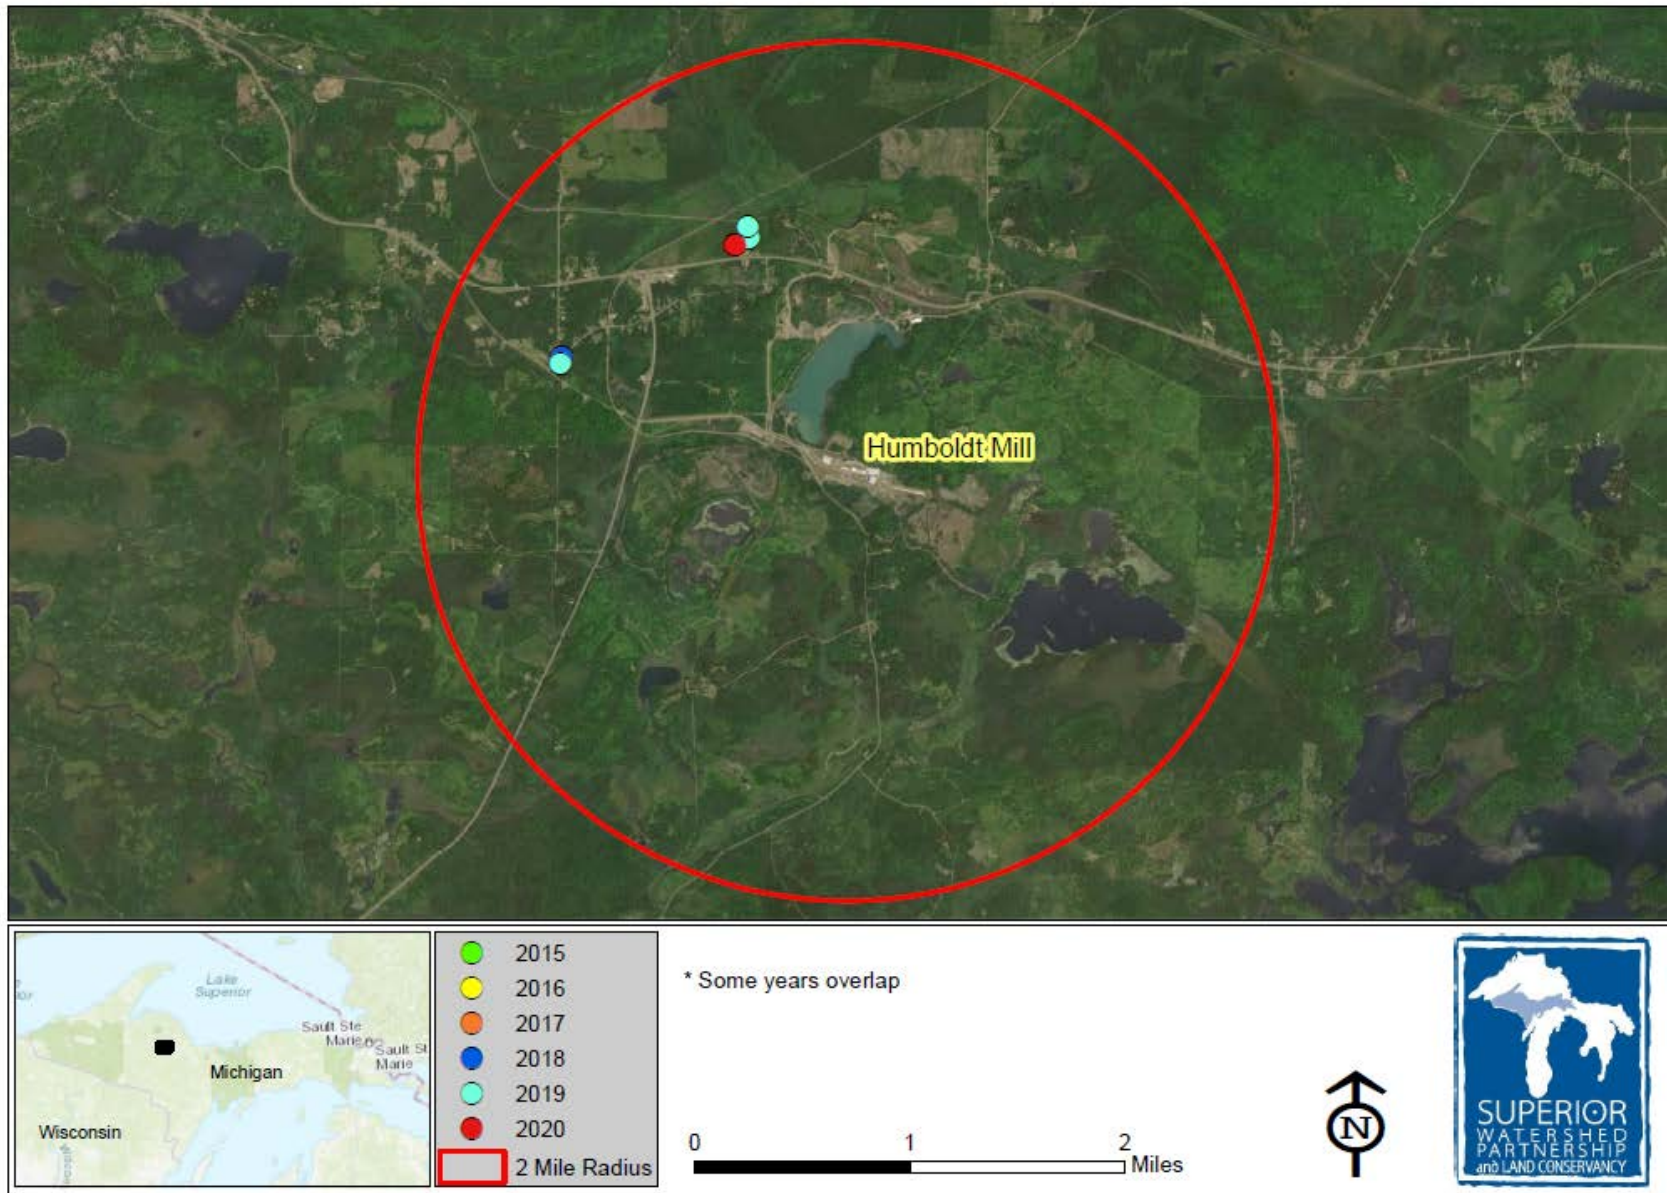 Humboldt Mill
Lake
Superior
Sault Ste
Marie
Sault St
Marie
Michigan
Wisconsin
2015
2016
2017
2018
2019
2020
2 Mile Radius
* Some years overlap
0 1 2
Miles
N
SUPERIOR
WATERSHED
PARTNERSHIP
and LAND CONSERVANCY